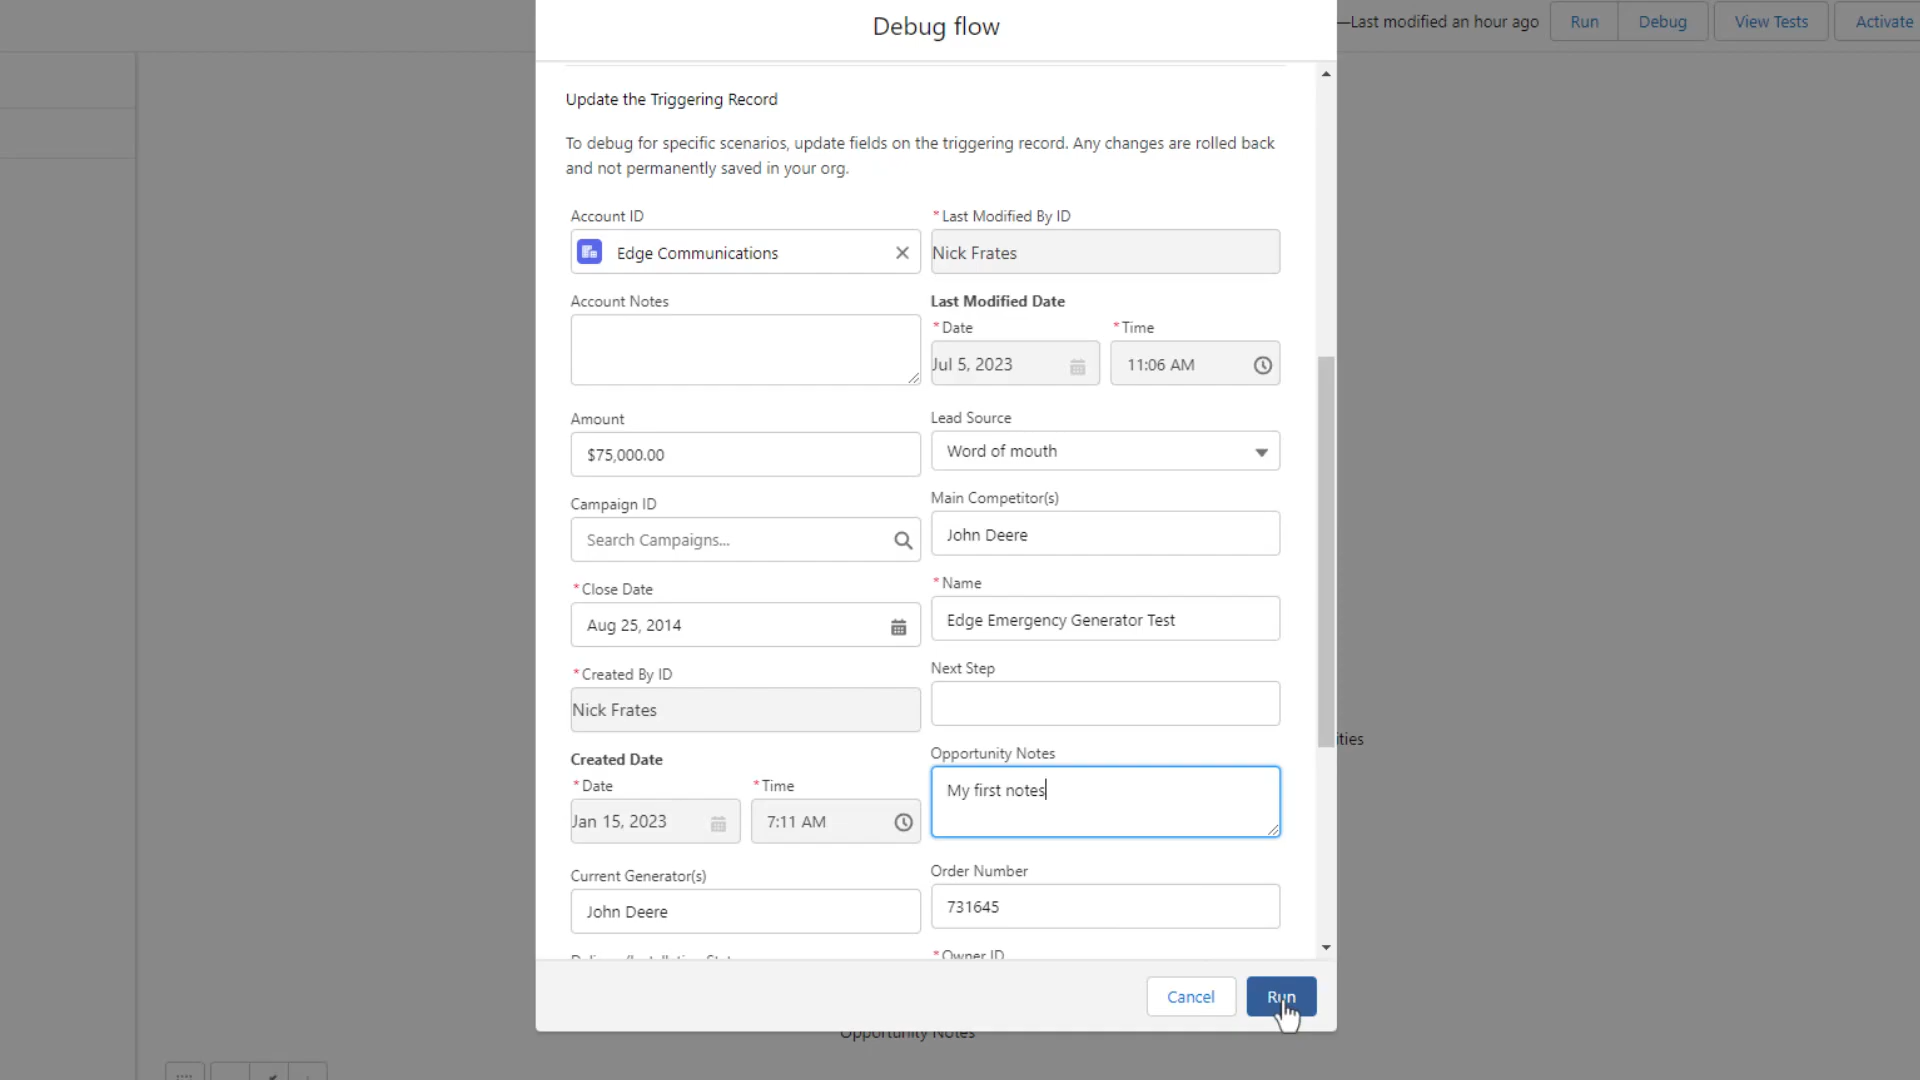 Debug flow
—Last modified an hour ago
Run
Debug
View Tests
Activate
Update the Triggering Record
To debug for specific scenarios, update fields on the triggering record. Any changes are rolled back
and not permanently saved in your org.
Account ID
Edge Communications
*Last Modified By ID
Nick Frates
Account Notes
Last Modified Date
*Date
*Time
Jul 5, 2023
11:06 AM
Amount
$75,000.00
Lead Source
Word of mouth
Campaign ID
Search Campaigns...
Main Competitor(s)
John Deere
*Close Date
Aug 25, 2014
*Name
Edge Emergency Generator Test
*Created By ID
Nick Frates
Next Step
Created Date
*Date
*Time
Jan 15, 2023
7:11 AM
Opportunity Notes
My first notes
Current Generator(s)
John Deere
Order Number
731645
*Owner ID
Cancel
Run
Opportunity Notes